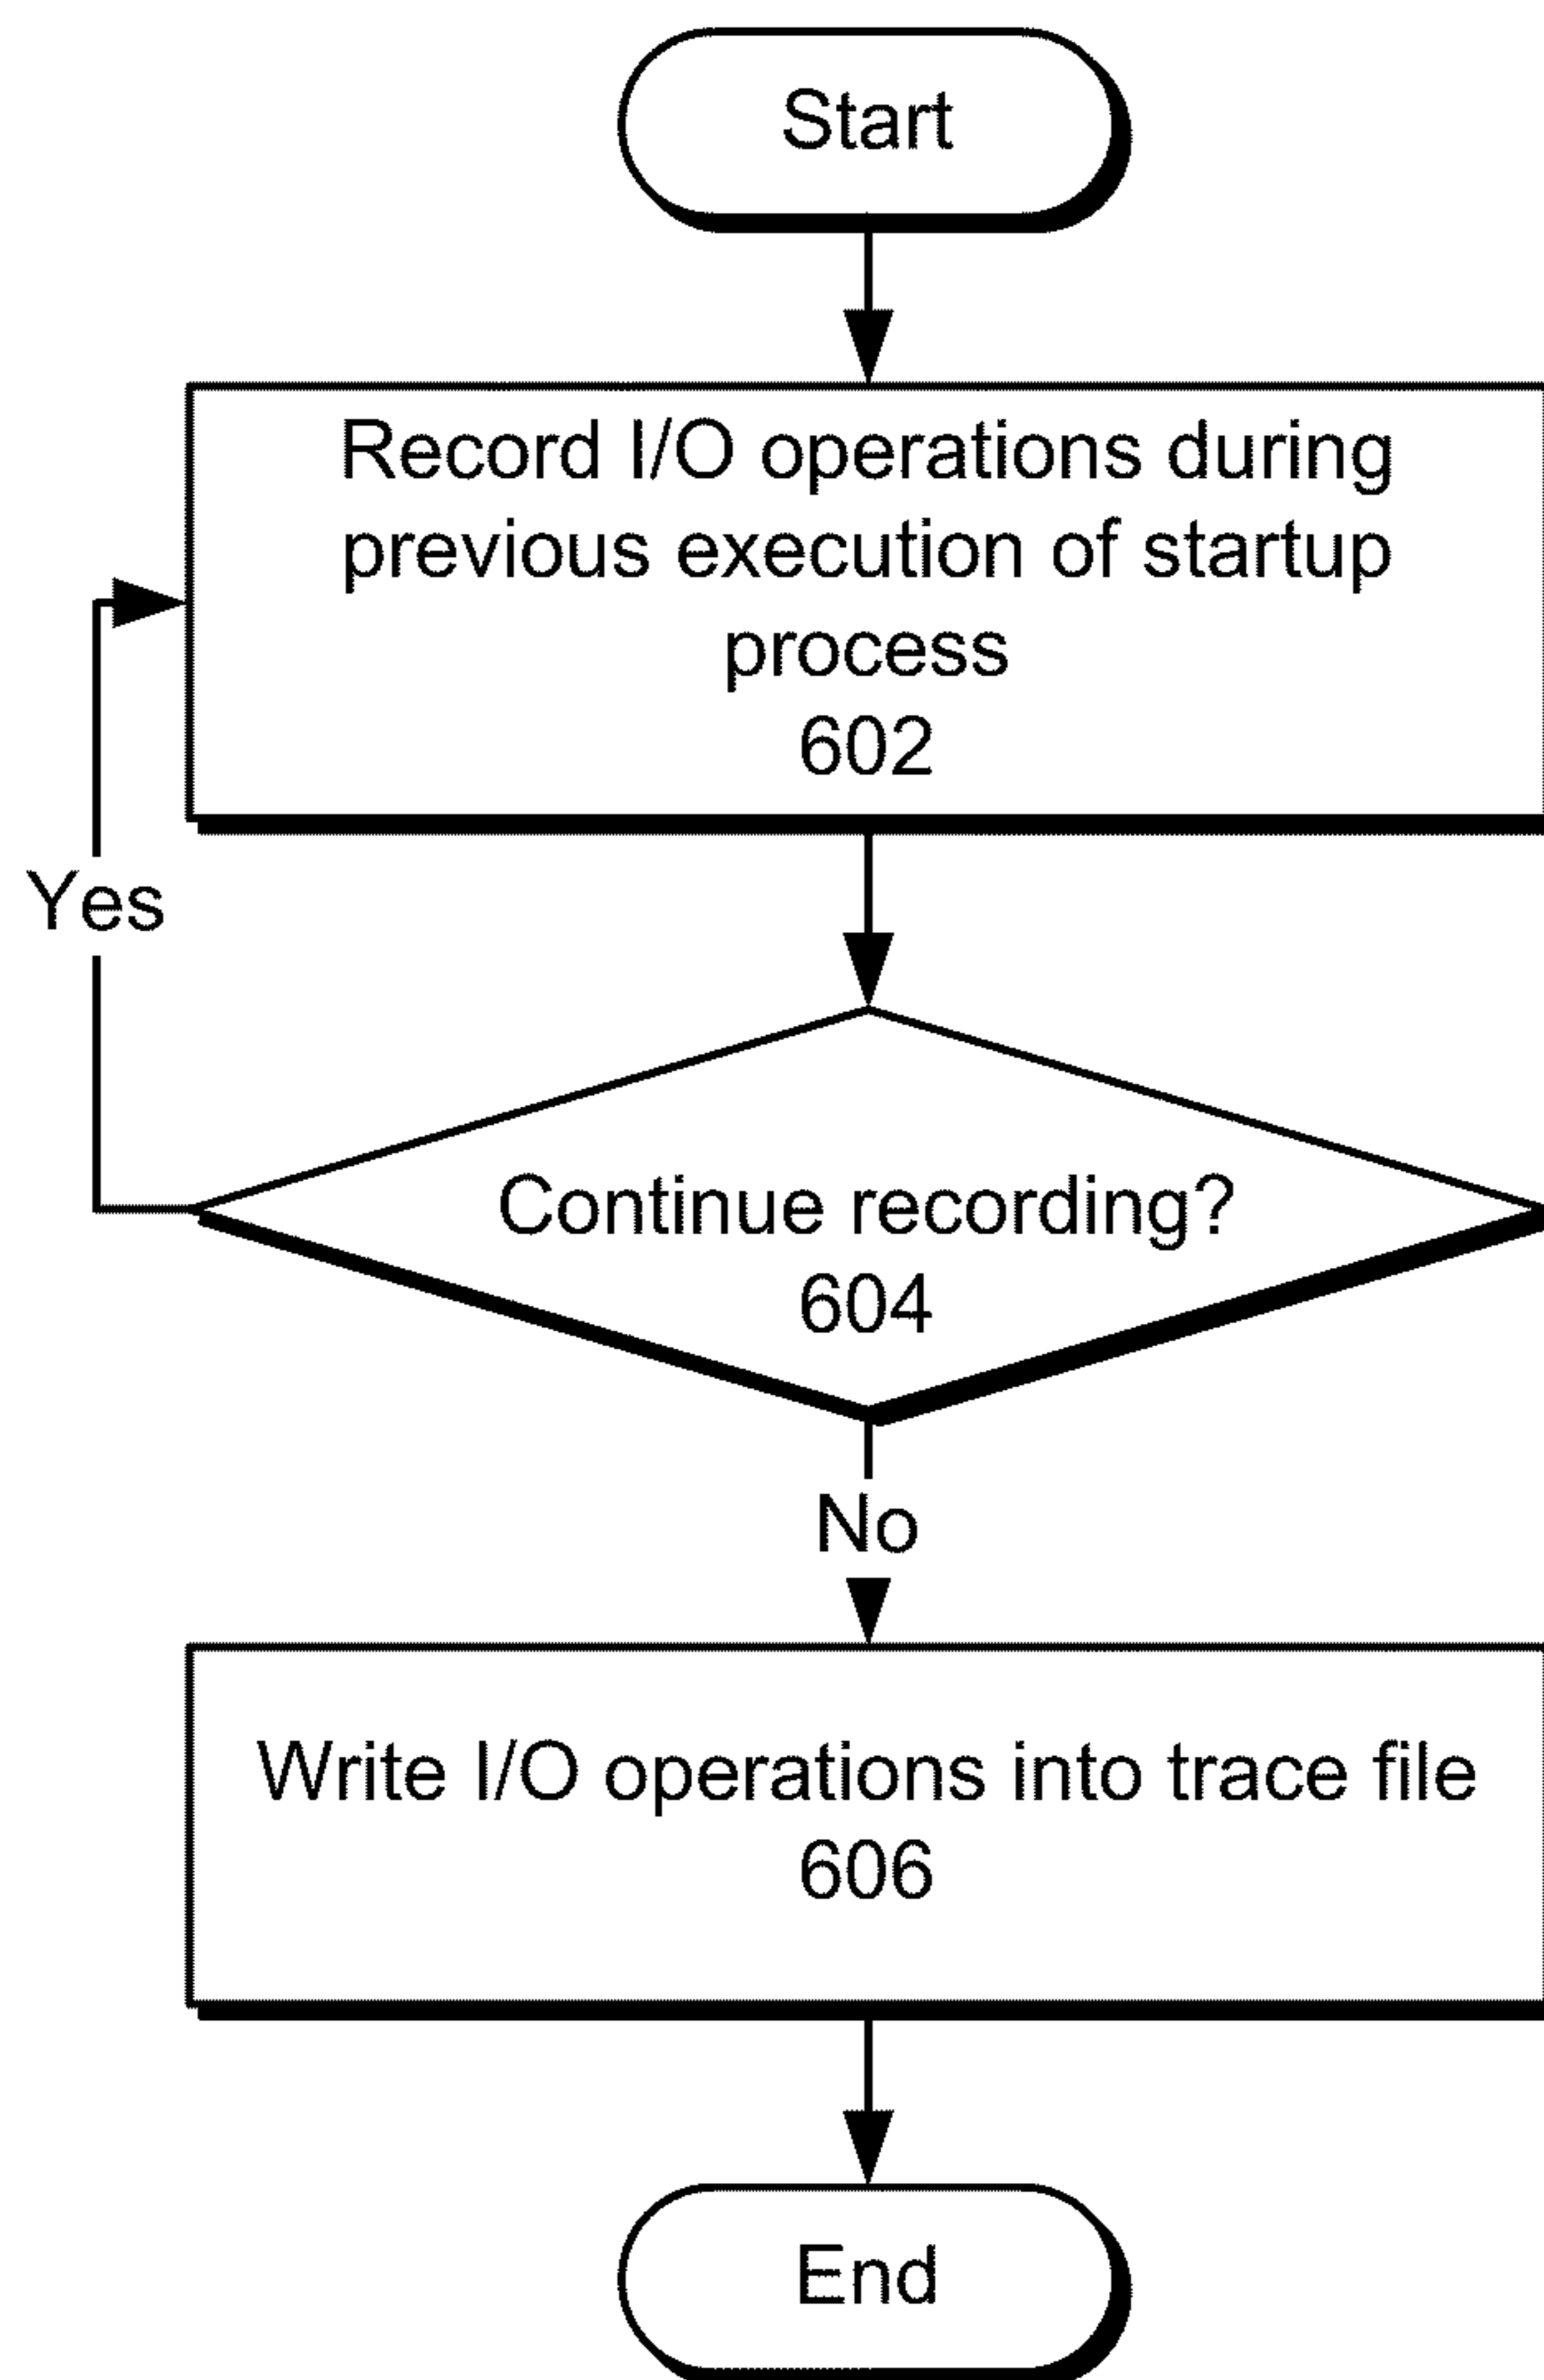 Start
Record I/O operations during
previous execution of startup
process
602
Yes
Continue recording?
604
No
Write I/O operations into trace file
606
End